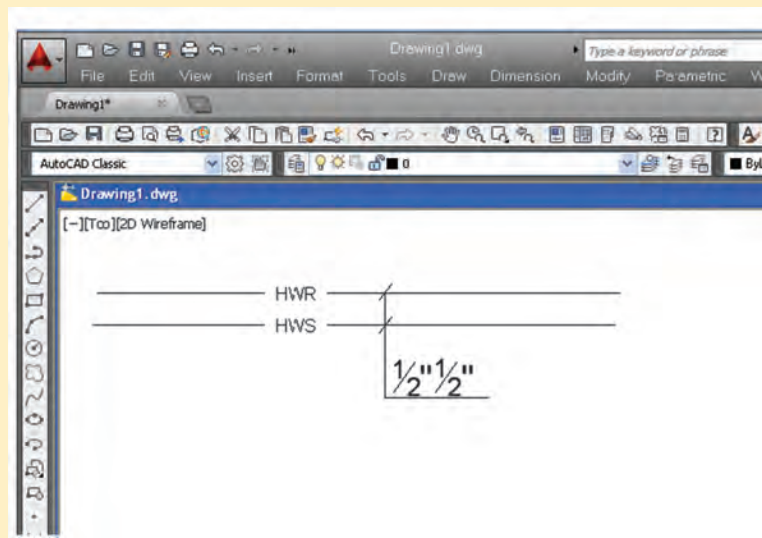 Drawing1.dwg
Type a keyword or phrase
File Edit View Insert Format Tools Draw Dimension Modify Parametric W
Drawing1*
AutoCAD Classic
0
ByL
Drawing1.dwg
[-][Top][2D Wireframe]
HWR
HWS
1/2"1/2"